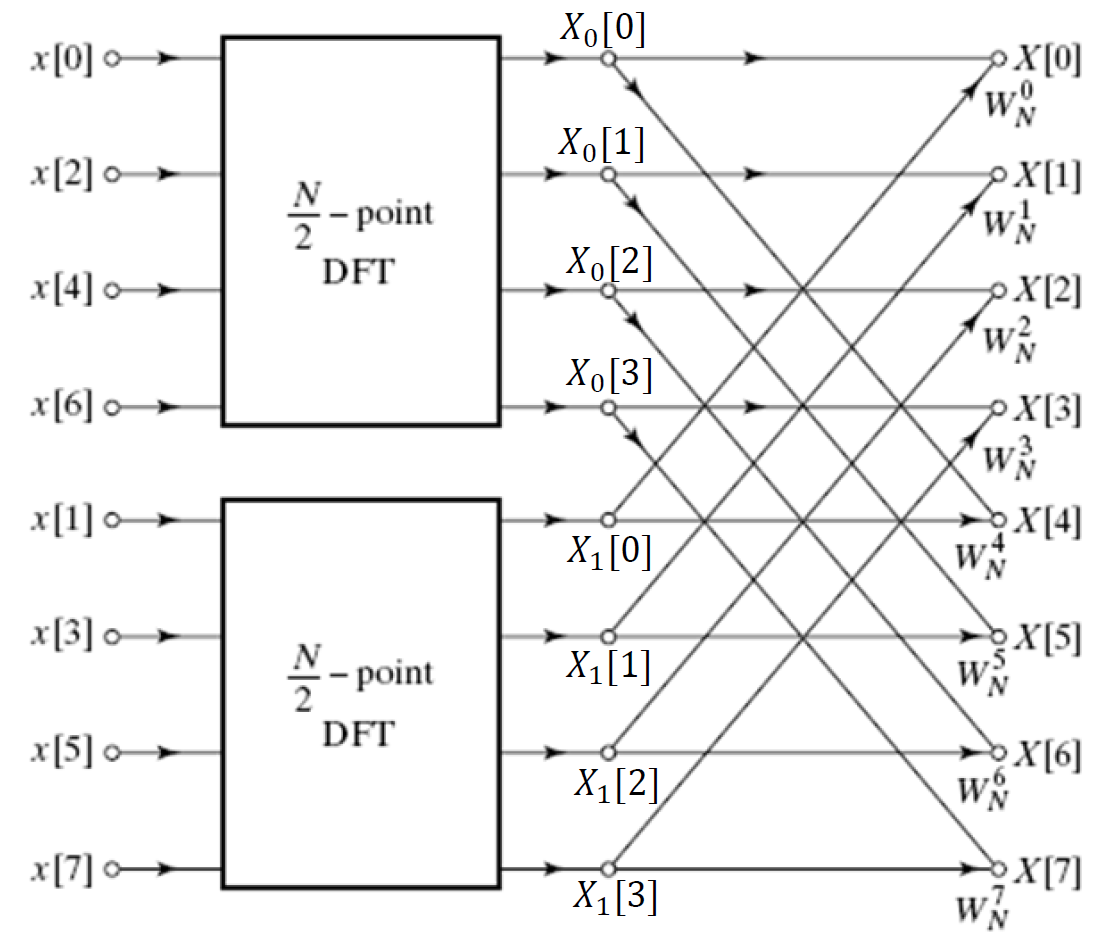 x[0]
x[2]
x[4]
x[6]
x[1]
x[3]
x[5]
x[7]
N/2 – point
DFT
N/2 – point
DFT
X₀[0]
X₀[1]
X₀[2]
X₀[3]
X₁[0]
X₁[1]
X₁[2]
X₁[3]
X[0]
W_N^0
X[1]
W_N^1
X[2]
W_N^2
X[3]
W_N^3
X[4]
W_N^4
X[5]
W_N^5
X[6]
W_N^6
X[7]
W_N^7